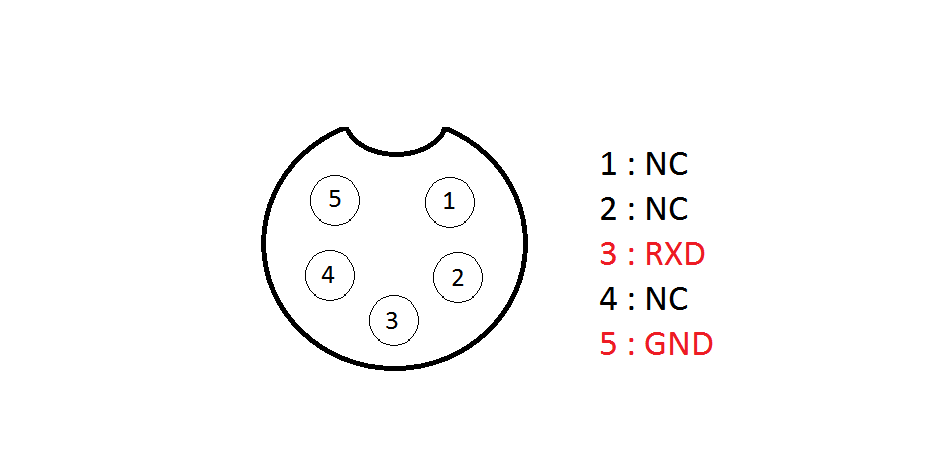 5
1
4
2
3
1 : NC
2 : NC
3 : RXD
4 : NC
5 : GND